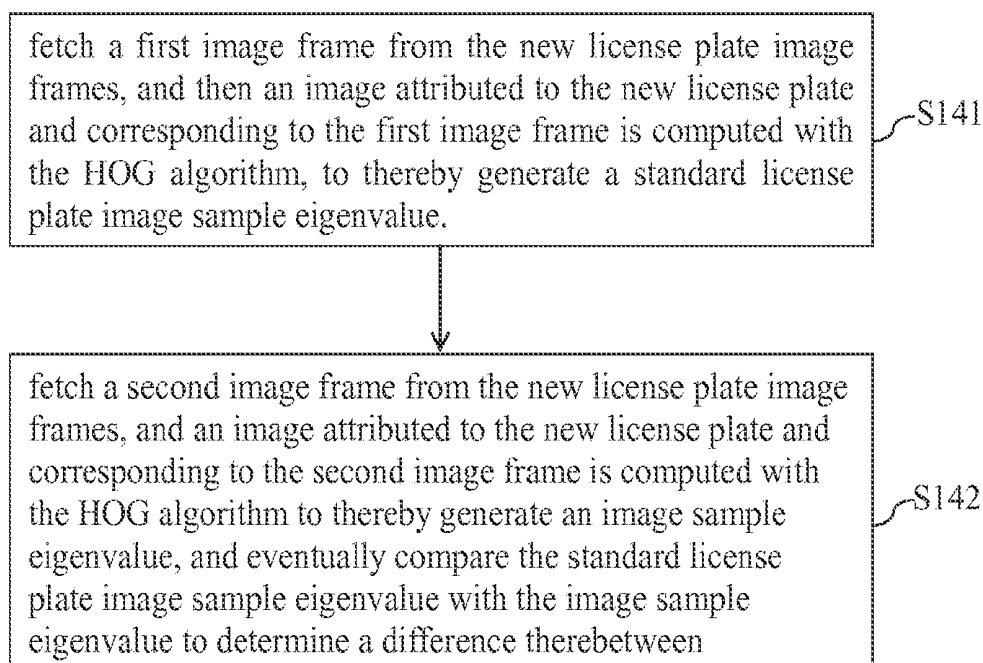 fetch a first image frame from the new license plate image
frames, and then an image attributed to the new license plate
and corresponding to the first image frame is computed with
the HOG algorithm, to thereby generate a standard license
plate image sample eigenvalue.
S141
fetch a second image frame from the new license plate image
frames, and an image attributed to the new license plate and
corresponding to the second image frame is computed with
the HOG algorithm to thereby generate an image sample
eigenvalue, and eventually compare the standard license
plate image sample eigenvalue with the image sample
eigenvalue to determine a difference therebetween
S142